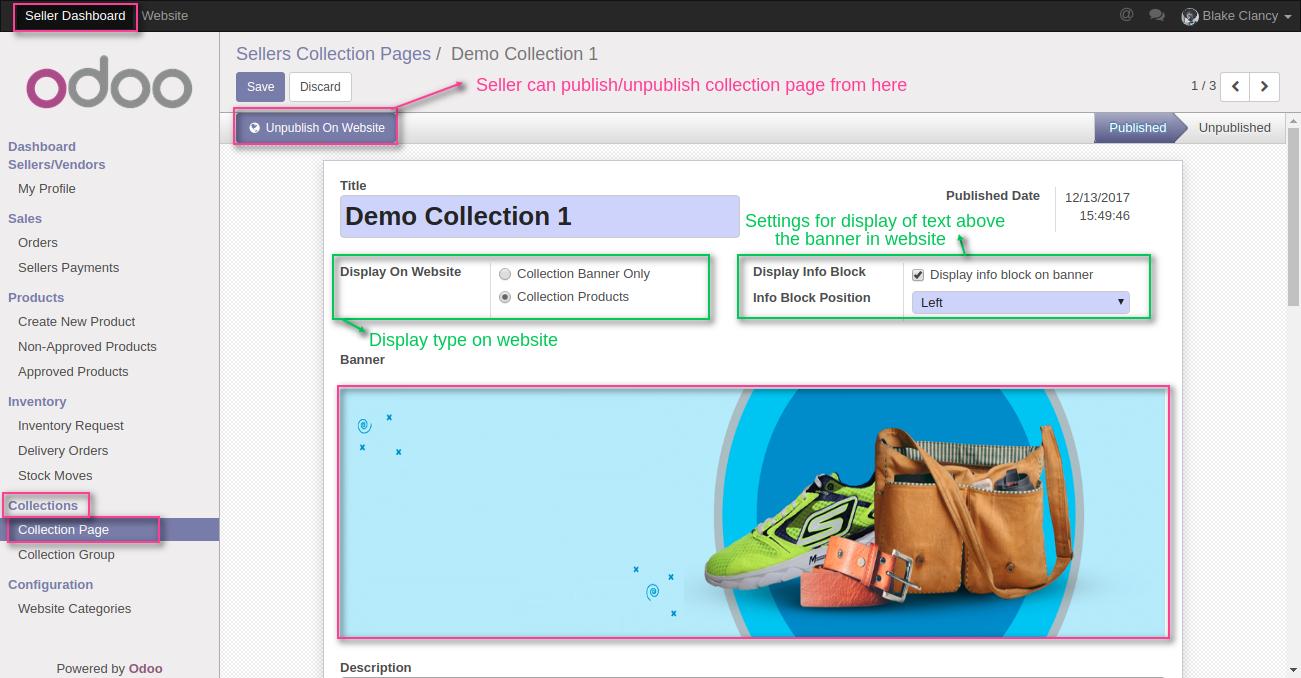 Seller Dashboard Website
@ Blake Clancy
odoo
Dashboard
Sellers/Vendors
My Profile
Sales
Orders
Sellers Payments
Products
Create New Product
Non-Approved Products
Approved Products
Inventory
Inventory Request
Delivery Orders
Stock Moves
Collections
Collection Page
Collection Group
Configuration
Website Categories
Powered by Odoo
Sellers Collection Pages / Demo Collection 1
Save Discard
Seller can publish/unpublish collection page from here
1 / 3
Unpublish On Website
Published Unpublished
Title
Demo Collection 1
Published Date 12/13/2017
15:49:46
Settings for display of text above
the banner in website
Display On Website
Collection Banner Only
Collection Products
Display Info Block
Display info block on banner
Info Block Position
Left
Display type on website
Banner
Description